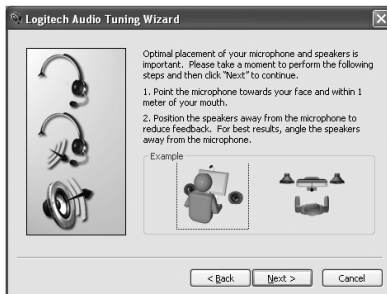 Logitech Audio Tuning Wizard
Optimal placement of your microphone and speakers is
important. Please take a moment to perform the following
steps and then click "Next" to continue.
1. Point the microphone towards your face and within 1
meter of your mouth.
2. Position the speakers away from the microphone to
reduce feedback. For best results, angle the speakers
away from the microphone.
Example
< Back
Next >
Cancel